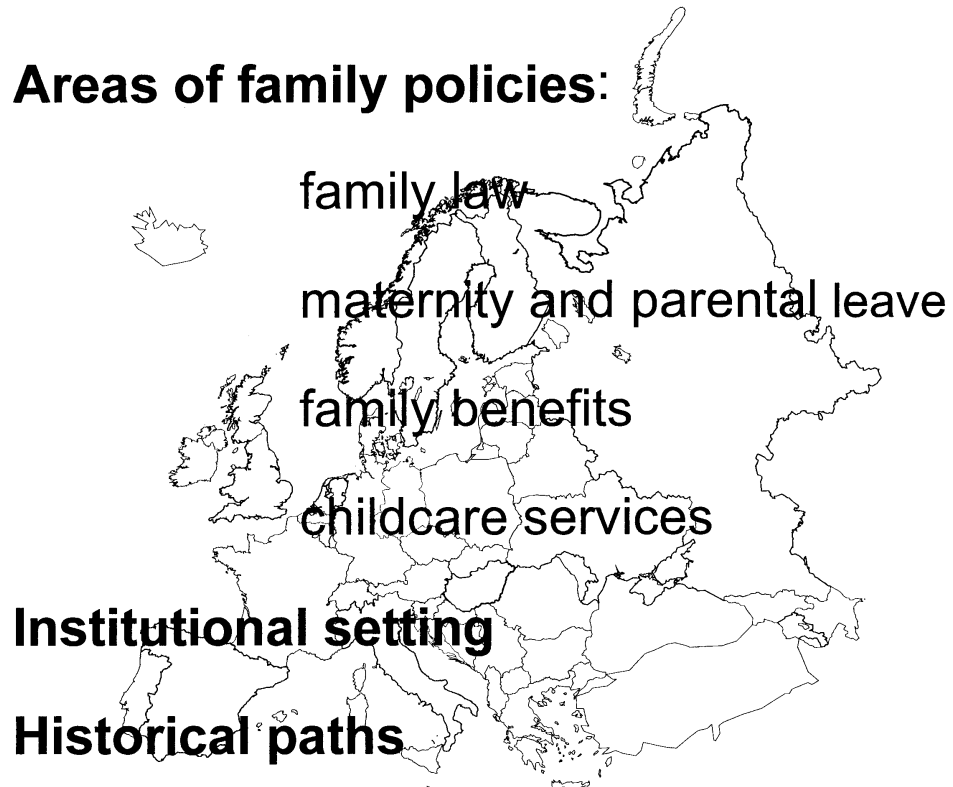 Areas of family policies:
family law
maternity and parental leave
family benefits
childcare services
Institutional setting
Historical paths